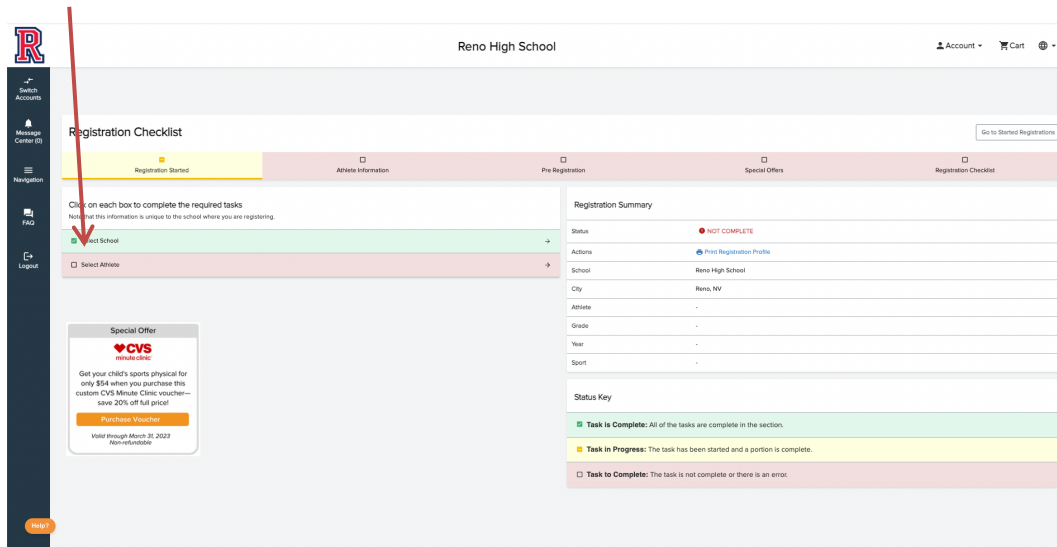 R
Reno High School
Account
Cart
Switch
Accounts
Message
Center (0)
Navigation
FAQ
Logout
Registration Checklist
Go to Started Registrations
Registration Started
Athlete Information
Pre Registration
Special Offers
Registration Checklist
Click on each box to complete the required tasks
Note that this information is unique to the school where you are registering.
Select School
Select Athlete
Special Offer
CVS
minute clinic
Get your child's sports physical for
only $54 when you purchase this
custom CVS Minute Clinic voucher—
save 20% off full price!
Purchase Voucher
Valid through March 31, 2023
Non-refundable
Registration Summary
Status NOT COMPLETE
Actions Print Registration Profile
School Reno High School
City Reno, NV
Athlete -
Grade -
Year -
Sport -
Status Key
Task is Complete: All of the tasks are complete in the section.
Task in Progress: The task has been started and a portion is complete.
Task to Complete: The task is not complete or there is an error.
Help?